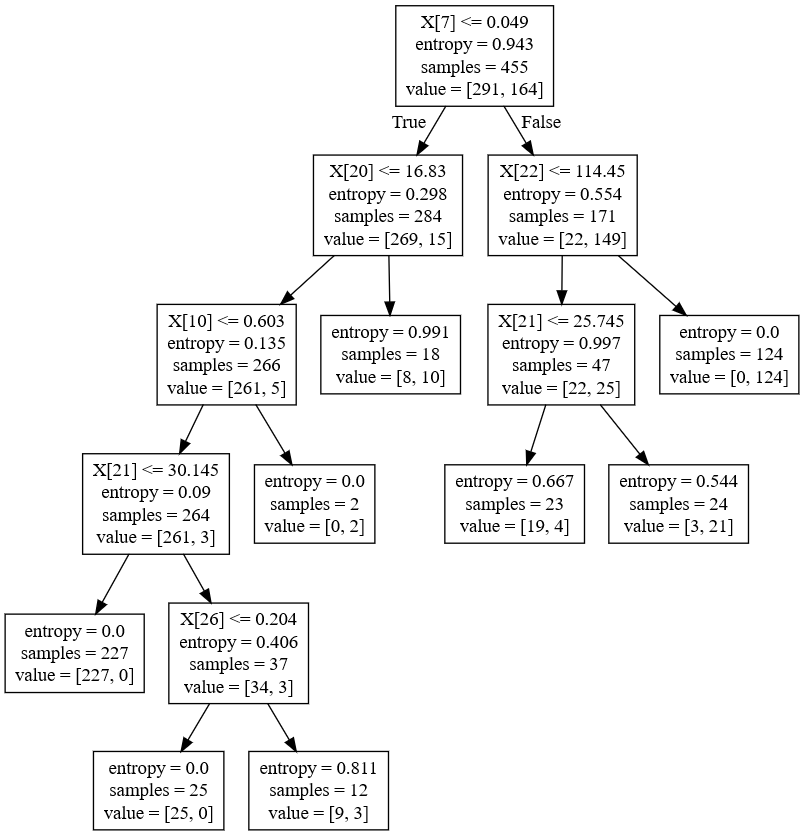 X[7] <= 0.049
entropy = 0.943
samples = 455
value = [291, 164]
True
False
X[20] <= 16.83
entropy = 0.298
samples = 284
value = [269, 15]
X[22] <= 114.45
entropy = 0.554
samples = 171
value = [22, 149]
X[10] <= 0.603
entropy = 0.135
samples = 266
value = [261, 5]
entropy = 0.991
samples = 18
value = [8, 10]
X[21] <= 25.745
entropy = 0.997
samples = 47
value = [22, 25]
entropy = 0.0
samples = 124
value = [0, 124]
X[21] <= 30.145
entropy = 0.09
samples = 264
value = [261, 3]
entropy = 0.0
samples = 2
value = [0, 2]
entropy = 0.667
samples = 23
value = [19, 4]
entropy = 0.544
samples = 24
value = [3, 21]
entropy = 0.0
samples = 227
value = [227, 0]
X[26] <= 0.204
entropy = 0.406
samples = 37
value = [34, 3]
entropy = 0.0
samples = 25
value = [25, 0]
entropy = 0.811
samples = 12
value = [9, 3]